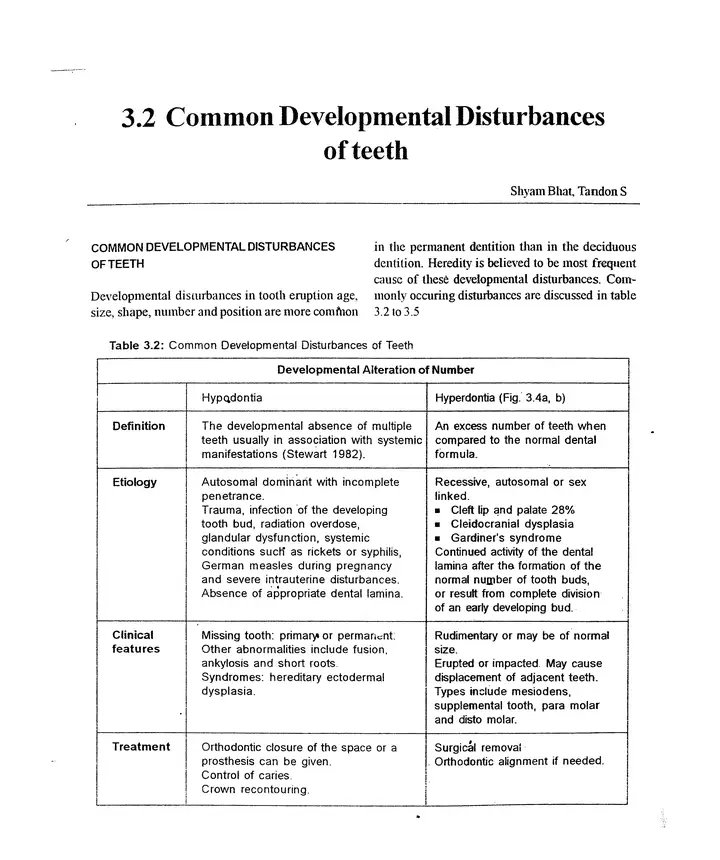 3.2 Common Developmental Disturbances
of teeth
Shyam Bhat, Tandon S
COMMON DEVELOPMENTAL DISTURBANCES
OF TEETH
Developmental disturbances in tooth eruption age,
size, shape, number and position are more common
in the permanent dentition than in the deciduous
dentition. Heredity is believed to be most frequent
cause of these developmental disturbances. Com-
monly occuring disturbances are discussed in table
3.2 to 3.5
Table 3.2: Common Developmental Disturbances of Teeth
Developmental Alteration of Number
Hypodontia
Hyperdontia (Fig. 3.4a, b)
Definition
The developmental absence of multiple
teeth usually in association with systemic
manifestations (Stewart 1982).
An excess number of teeth when
compared to the normal dental
formula.
Etiology
Autosomal dominant with incomplete
penetrance.
Trauma, infection of the developing
tooth bud, radiation overdose,
glandular dysfunction, systemic
conditions such as rickets or syphilis,
German measles during pregnancy
and severe intrauterine disturbances.
Absence of appropriate dental lamina.
Recessive, autosomal or sex
linked.
▪ Cleft lip and palate 28%
▪ Cleidocranial dysplasia
▪ Gardiner's syndrome
Continued activity of the dental
lamina after the formation of the
normal number of tooth buds,
or result from complete division
of an early developing bud.
Clinical
features
Missing tooth: primary or permanent.
Other abnormalities include fusion,
ankylosis and short roots.
Syndromes: hereditary ectodermal
dysplasia.
Rudimentary or may be of normal
size.
Erupted or impacted. May cause
displacement of adjacent teeth.
Types include mesiodens,
supplemental tooth, para molar
and disto molar.
Treatment
Orthodontic closure of the space or a
prosthesis can be given.
Control of caries.
Crown recontouring.
Surgical removal
Orthodontic alignment if needed.